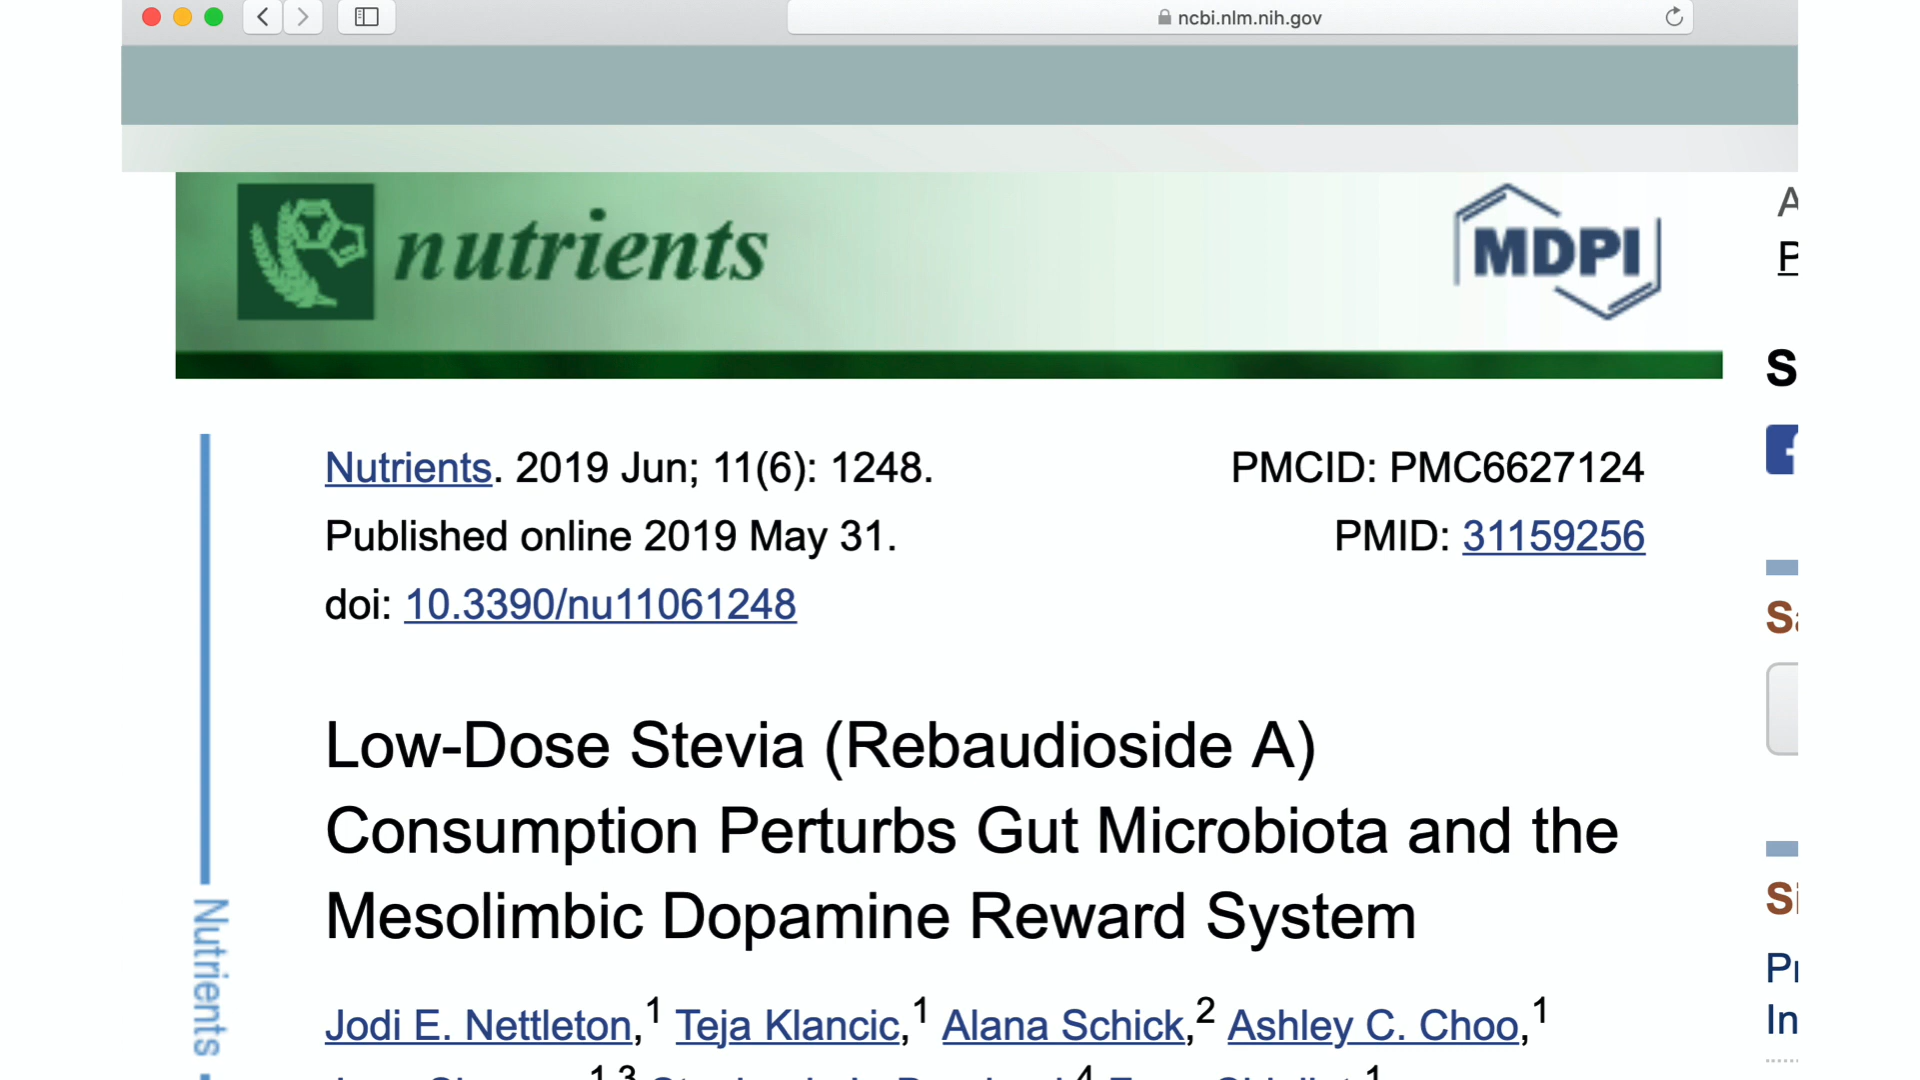 ncbi.nlm.nih.gov
nutrients
MDPI
Nutrients. 2019 Jun; 11(6): 1248.
PMCID: PMC6627124
Published online 2019 May 31.
PMID: 31159256
doi: 10.3390/nu11061248
Low-Dose Stevia (Rebaudioside A)
Consumption Perturbs Gut Microbiota and the
Mesolimbic Dopamine Reward System
Jodi E. Nettleton,1 Teja Klancic,1 Alana Schick,2 Ashley C. Choo,1
Nutrients